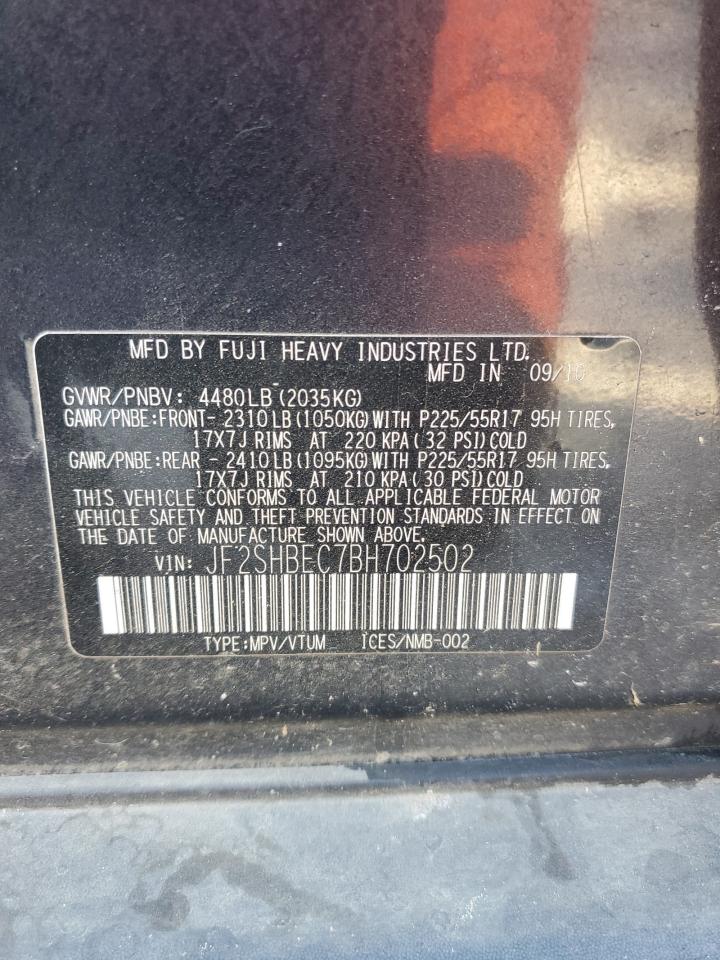 MFD BY FUJI HEAVY INDUSTRIES LTD.
MFD IN 09/10
GVWR/PNBV: 4480LB(2035KG)
GAWR/PNBE:FRONT- 2310LB(1050KG)WITH P225/55R17 95H TIRES,
17X7J RIMS AT 220 KPA(32 PSI)COLD
GAWR/PNBE:REAR - 2410LB(1095KG)WITH P225/55R17 95H TIRES,
17X7J RIMS AT 210 KPA(30 PSI)COLD
THIS VEHICLE CONFORMS TO ALL APPLICABLE FEDERAL MOTOR
VEHICLE SAFETY AND THEFT PREVENTION STANDARDS IN EFFECT ON
THE DATE OF MANUFACTURE SHOWN ABOVE.
VIN: JF2SHBEC7BH702502
TYPE:MPV/VTUM ICES/NMB-002